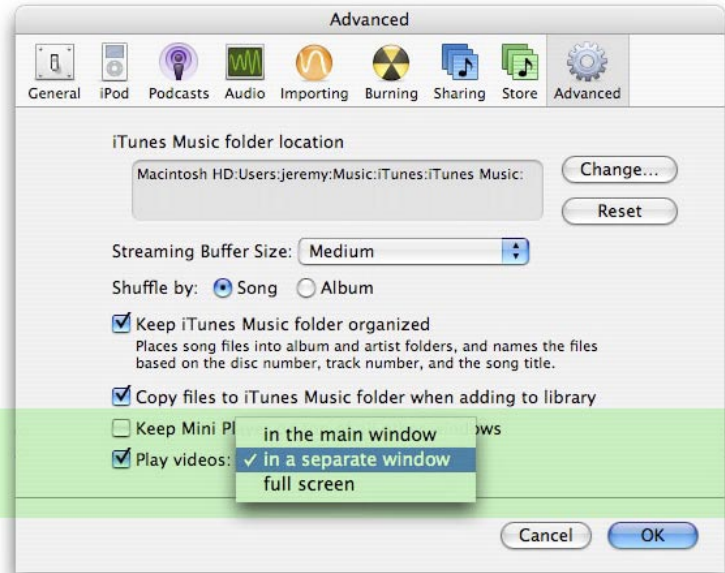 Advanced
General iPod Podcasts Audio Importing Burning Sharing Store Advanced
iTunes Music folder location
Macintosh HD:Users:jeremy:Music:iTunes:iTunes Music:
Change...
Reset
Streaming Buffer Size: Medium
Shuffle by: Song Album
Keep iTunes Music folder organized
Places song files into album and artist folders, and names the files
based on the disc number, track number, and the song title.
Copy files to iTunes Music folder when adding to library
Keep Mini
in the main window
Play videos: ✓ in a separate window
full screen
Cancel OK